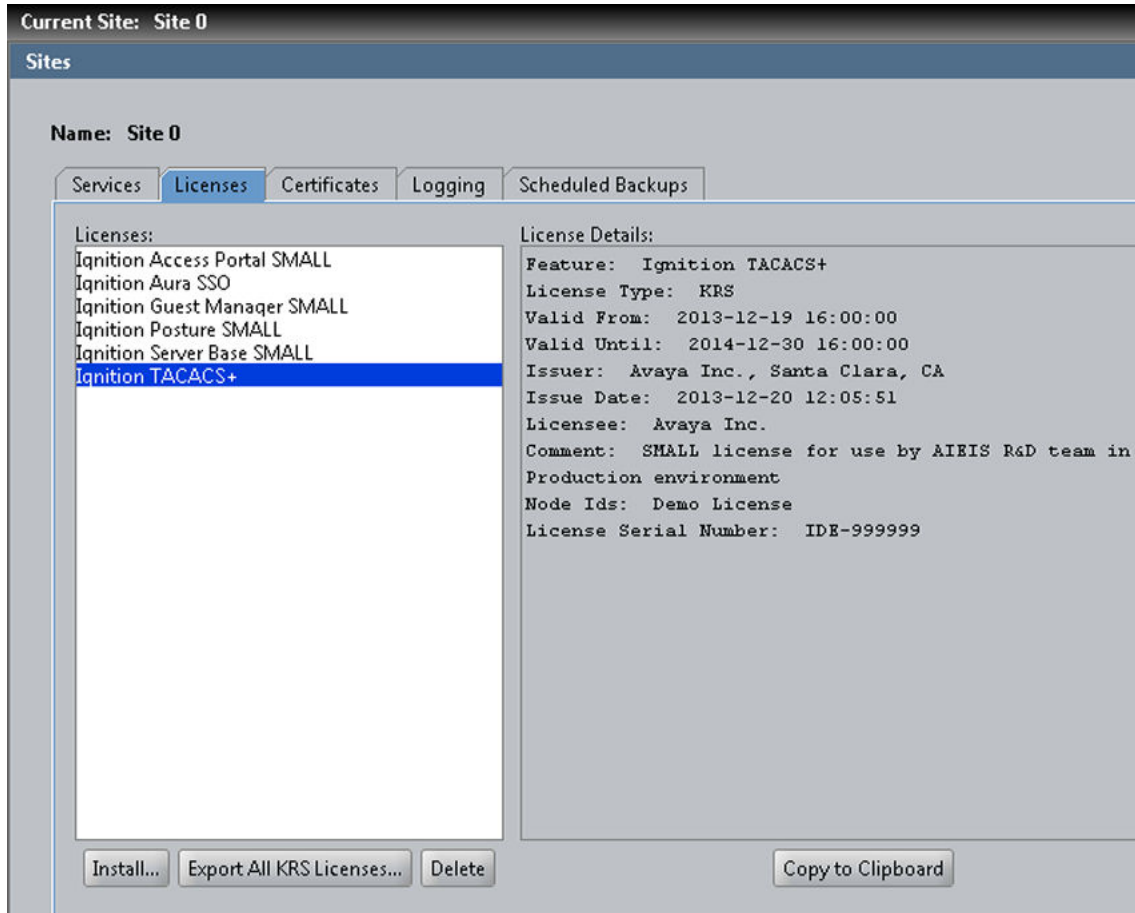 Current Site: Site 0
Sites
Name: Site 0
Services Licenses Certificates Logging Scheduled Backups
Licenses:
Ignition Access Portal SMALL
Ignition Aura SSO
Ignition Guest Manager SMALL
Ignition Posture SMALL
Ignition Server Base SMALL
Ignition TACACS+
License Details:
Feature: Ignition TACACS+
License Type: KRS
Valid From: 2013-12-19 16:00:00
Valid Until: 2014-12-30 16:00:00
Issuer: Avaya Inc., Santa Clara, CA
Issue Date: 2013-12-20 12:05:51
Licensee: Avaya Inc.
Comment: SMALL license for use by AIEIS R&D team in
Production environment
Node Ids: Demo License
License Serial Number: IDE-999999
Install... Export All KRS Licenses... Delete Copy to Clipboard